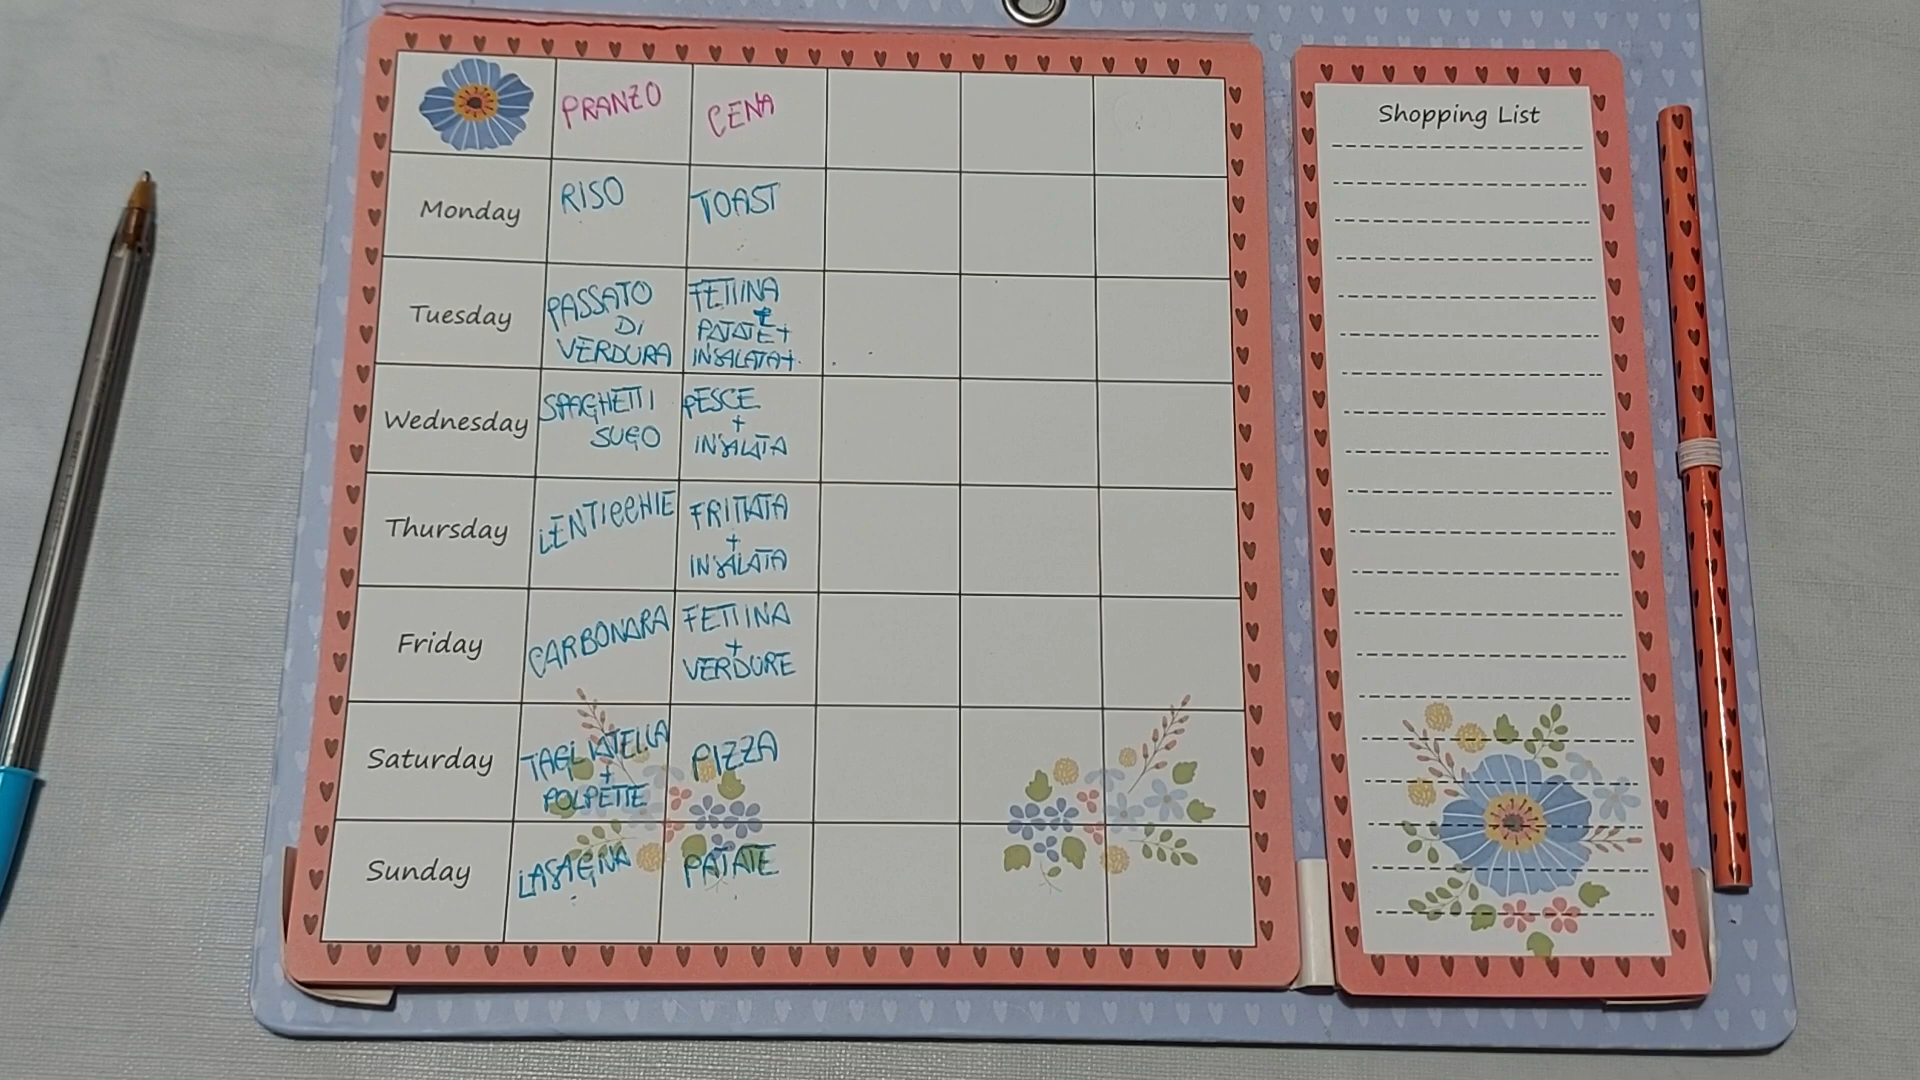 PRANZO CENA
Monday RISO TOAST
Tuesday PASSATO DI VERDURA FETTINA E PATATE+ INSALATA+
Wednesday SPAGHETTI SUGO PESCE + INSALATA
Thursday LENTICCHIE FRITTATA + INSALATA
Friday CARBONARA FETTINA + VERDURE
Saturday TAGLIATELLA + POLPETTE PIZZA
Sunday LASAGNA PATATE
Shopping List